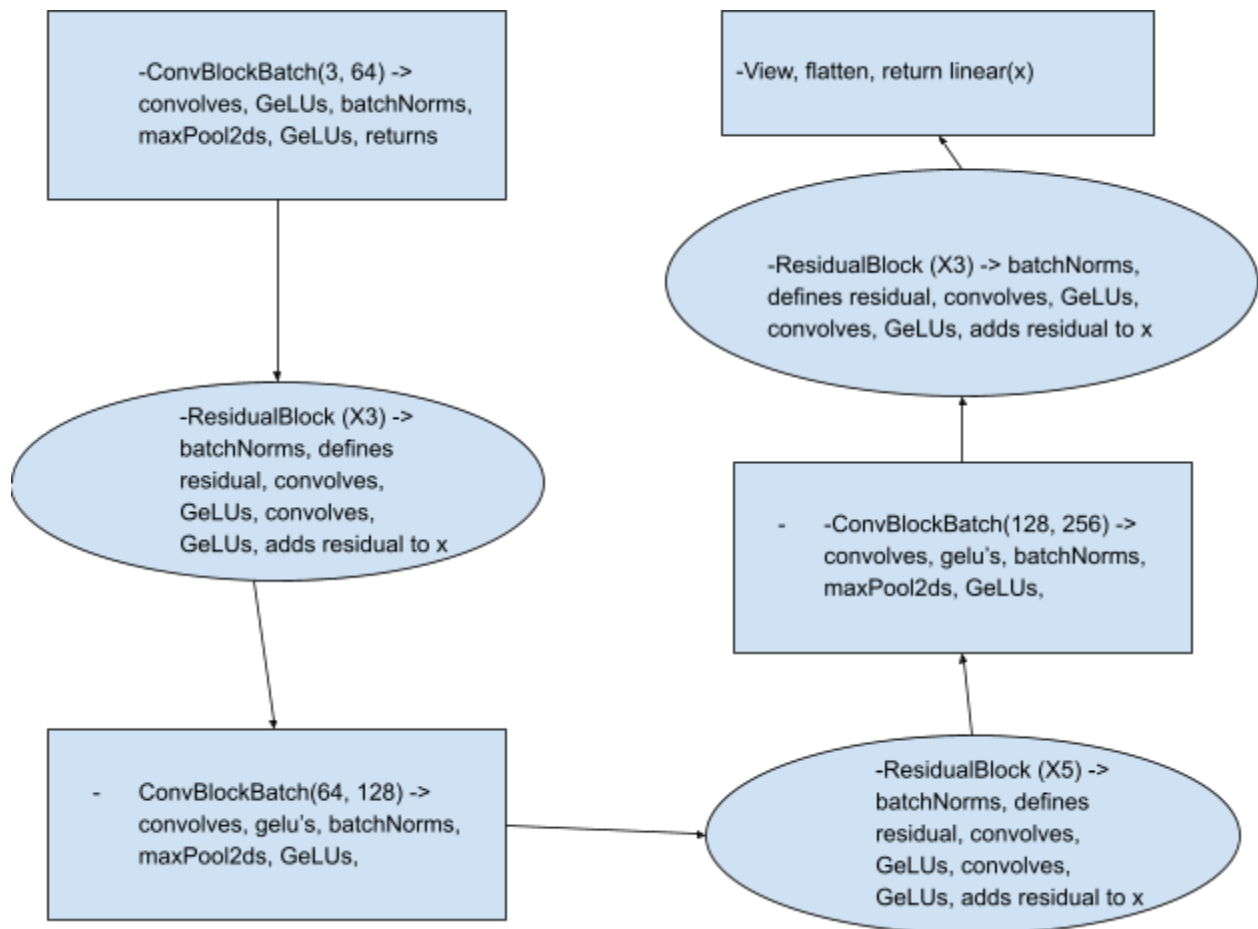 -ConvBlockBatch(3, 64) ->
convolves, GeLUs, batchNorms,
maxPool2ds, GeLUs, returns
-ResidualBlock (X3) ->
batchNorms, defines
residual, convolves,
GeLUs, convolves,
GeLUs, adds residual to x
- ConvBlockBatch(64, 128) ->
convolves, gelu's, batchNorms,
maxPool2ds, GeLUs,
-ResidualBlock (X5) ->
batchNorms, defines
residual, convolves,
GeLUs, convolves,
GeLUs, adds residual to x
- -ConvBlockBatch(128, 256) ->
convolves, gelu's, batchNorms,
maxPool2ds, GeLUs,
-ResidualBlock (X3) -> batchNorms,
defines residual, convolves, GeLUs,
convolves, GeLUs, adds residual to x
-View, flatten, return linear(x)